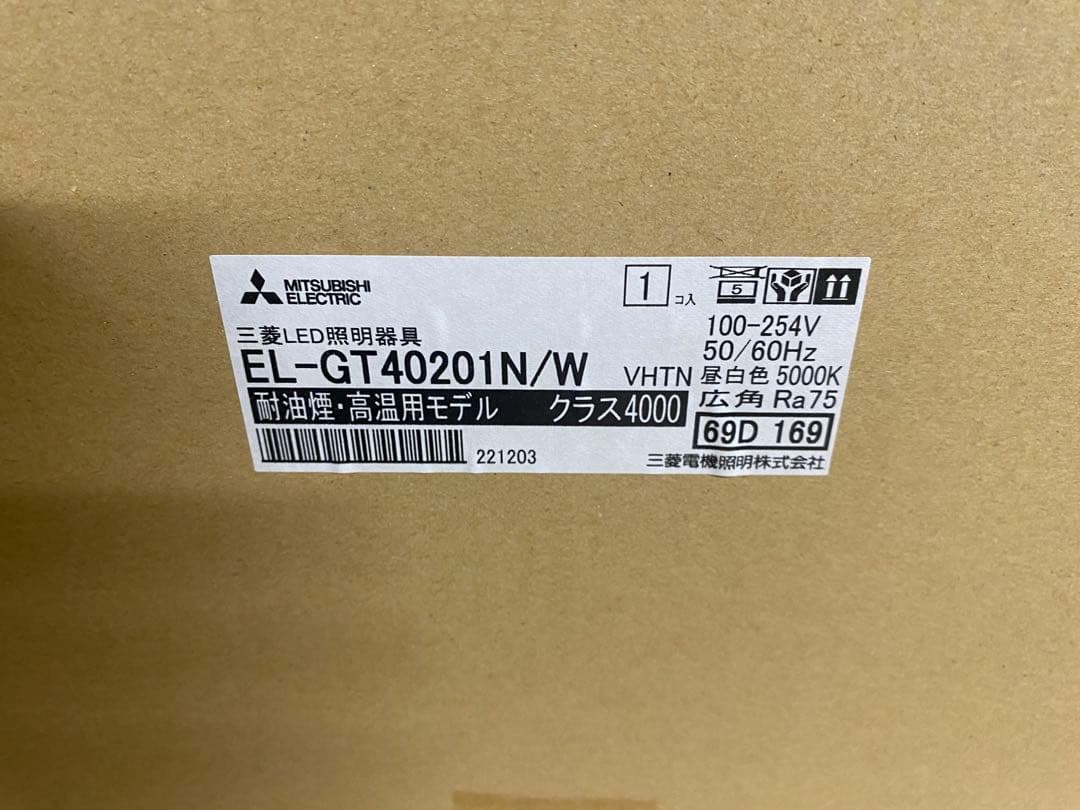 MITSUBISHI
ELECTRIC
1 コ入
5
三菱LED照明器具
EL-GT40201N/W VHTN
耐油煙・高温用モデル クラス4000
221203
100-254V
50/60Hz
昼白色 5000K
広角 Ra75
69D 169
三菱電機照明株式会社